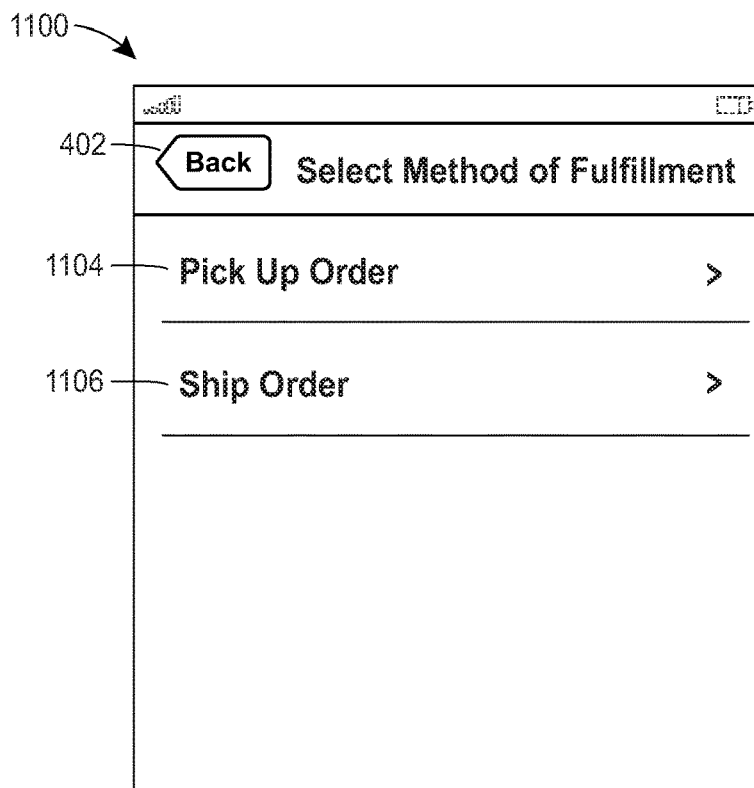 1100
402
Back Select Method of Fulfillment
1104 Pick Up Order >
1106 Ship Order >